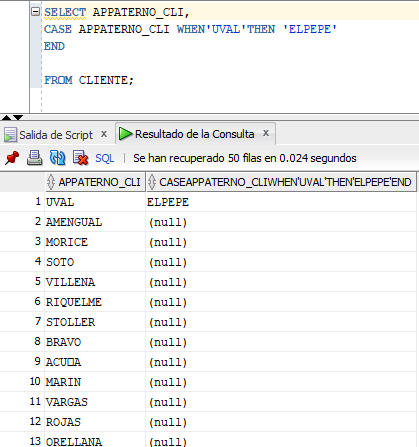 SELECT APPATERNO_CLI,
CASE APPATERNO_CLI WHEN'UVAL'THEN 'ELPEPE'
END
FROM CLIENTE;
Salida de Script x Resultado de la Consulta x
SQL | Se han recuperado 50 filas en 0.024 segundos
APPATERNO_CLI CASEAPPATERNO_CLIWHEN'UVAL'THEN'ELPEPE'END
1 UVAL ELPEPE
2 AMENGUAL (null)
3 MORICE (null)
4 SOTO (null)
5 VILLENA (null)
6 RIQUELME (null)
7 STOLLER (null)
8 BRAVO (null)
9 ACU□A (null)
10 MARIN (null)
11 VARGAS (null)
12 ROJAS (null)
13 ORELLANA (null)